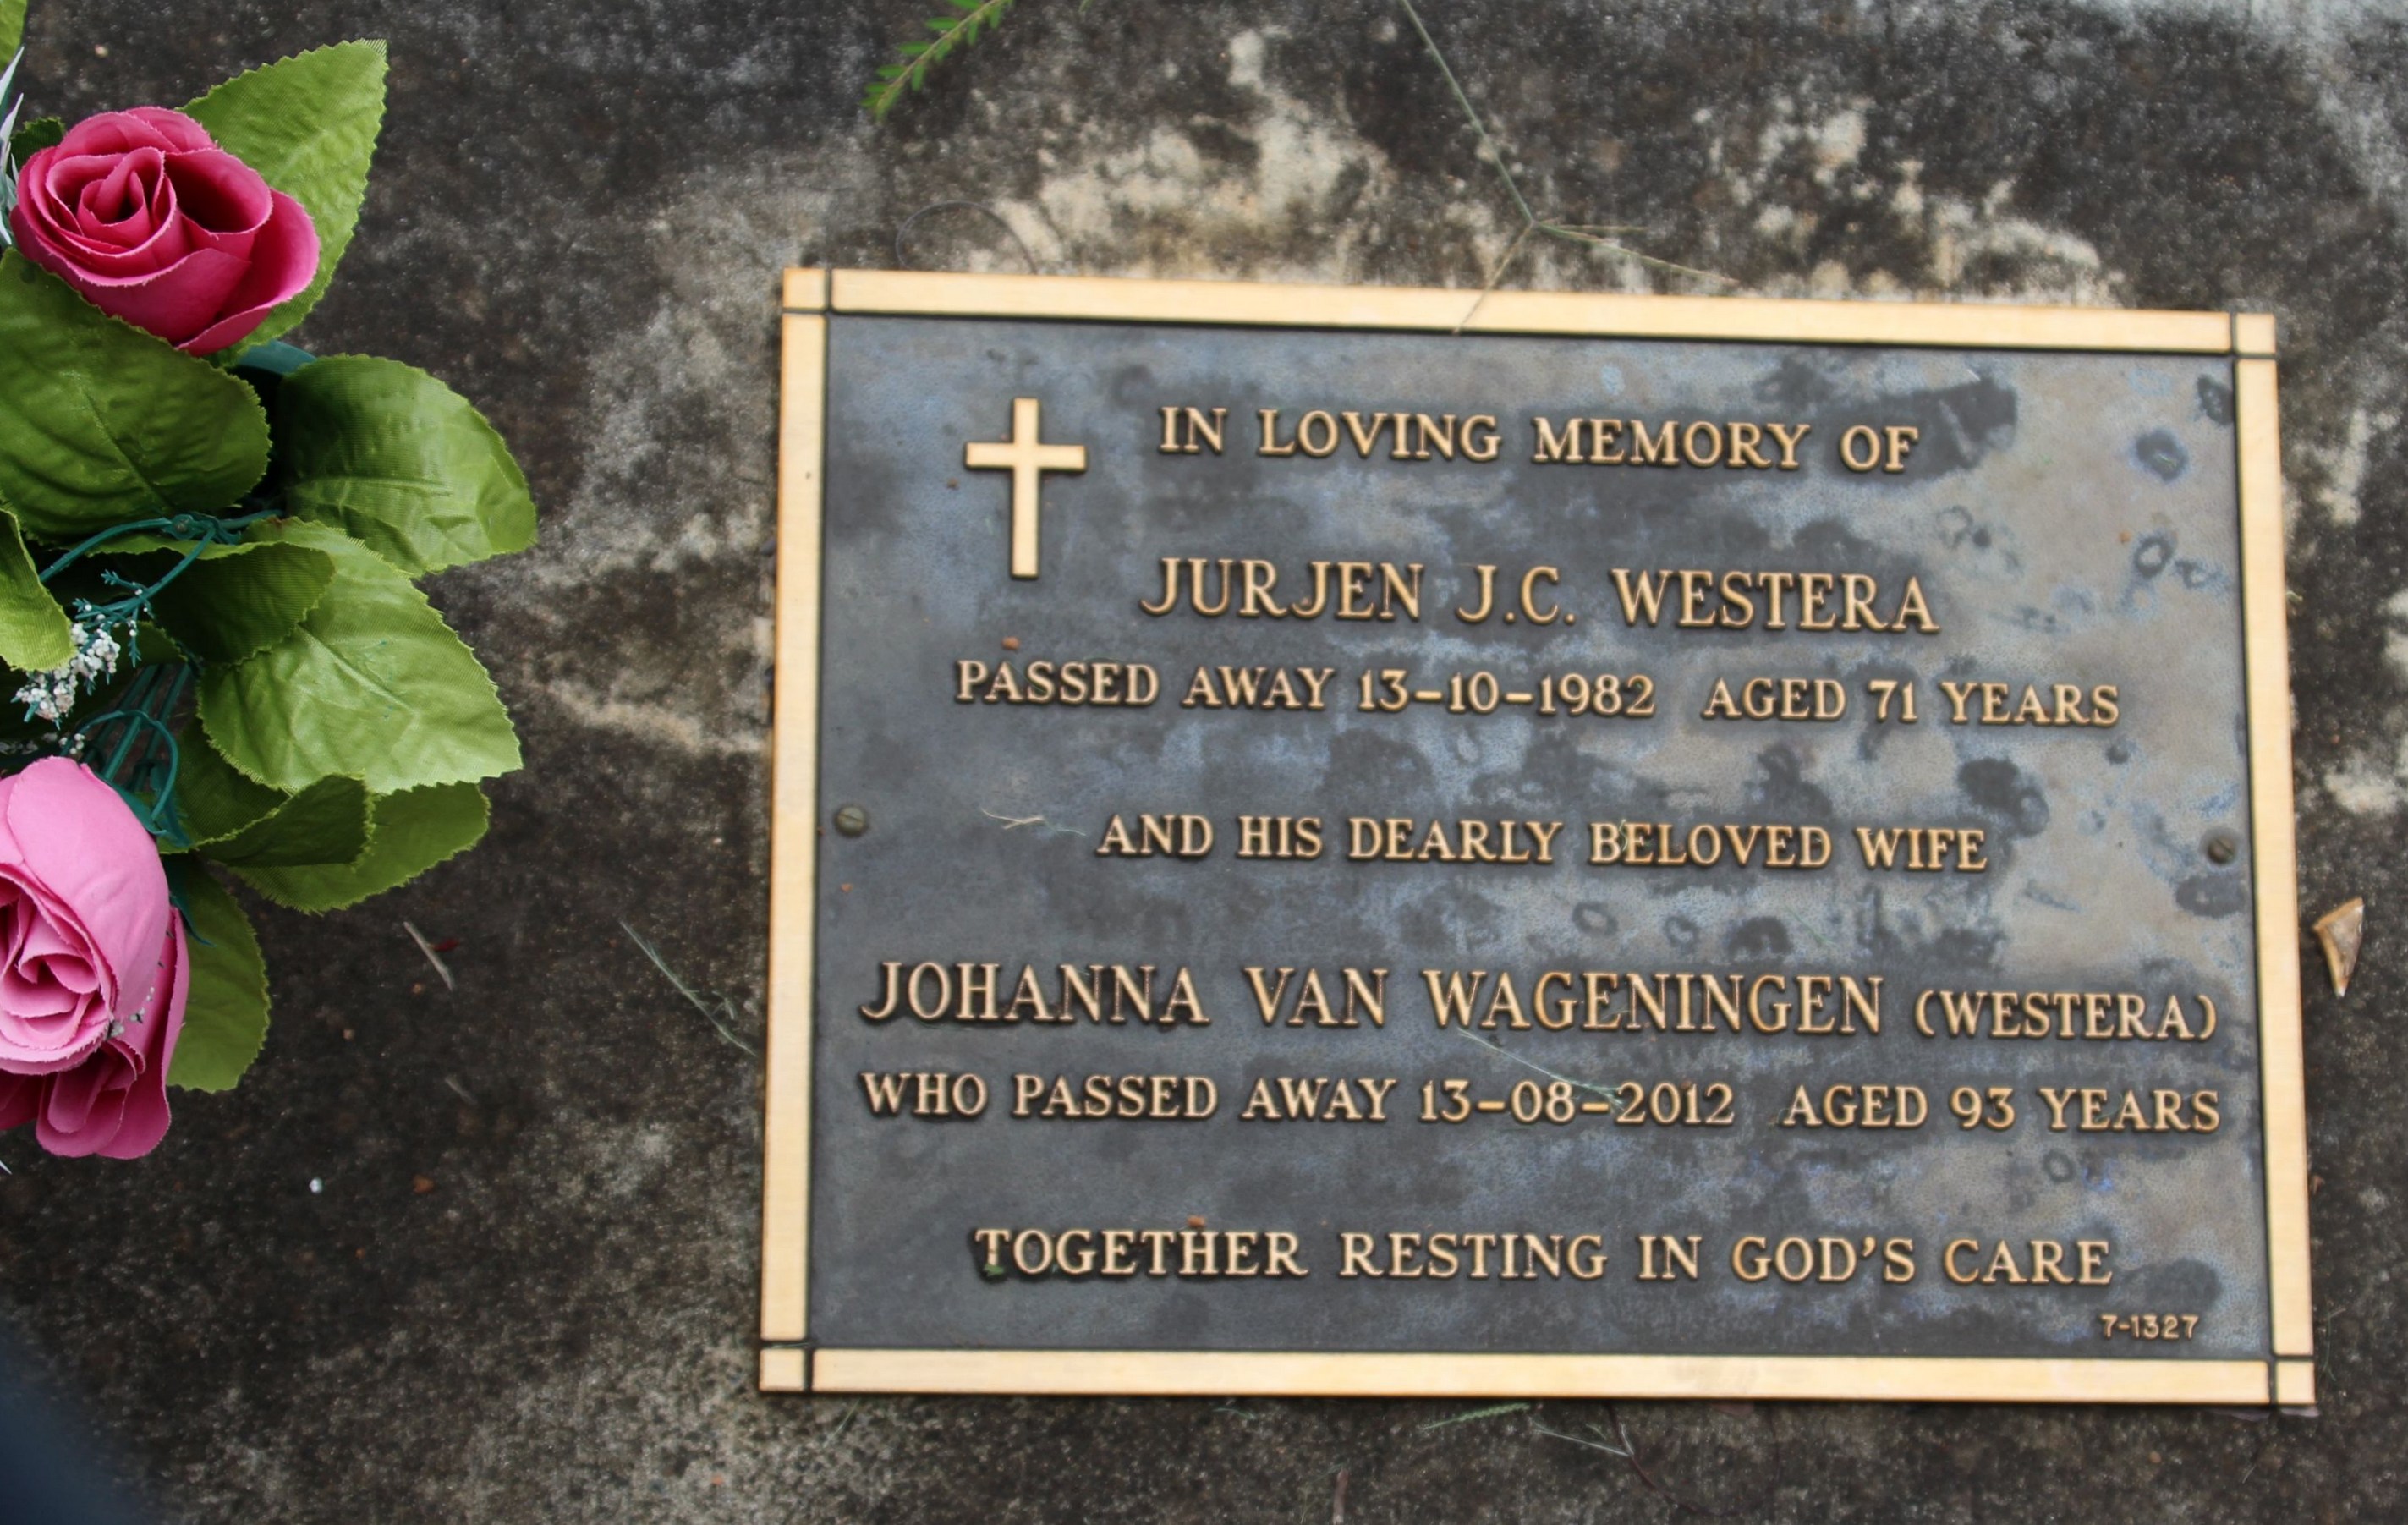 IN LOVING MEMORY OF
JURJEN J.C. WESTERA
PASSED AWAY 13-10-1982 AGED 71 YEARS
AND HIS DEARLY BELOVED WIFE
JOHANNA VAN WAGENINGEN (WESTERA)
WHO PASSED AWAY 13-08-2012 AGED 93 YEARS
TOGETHER RESTING IN GOD'S CARE
7-1327